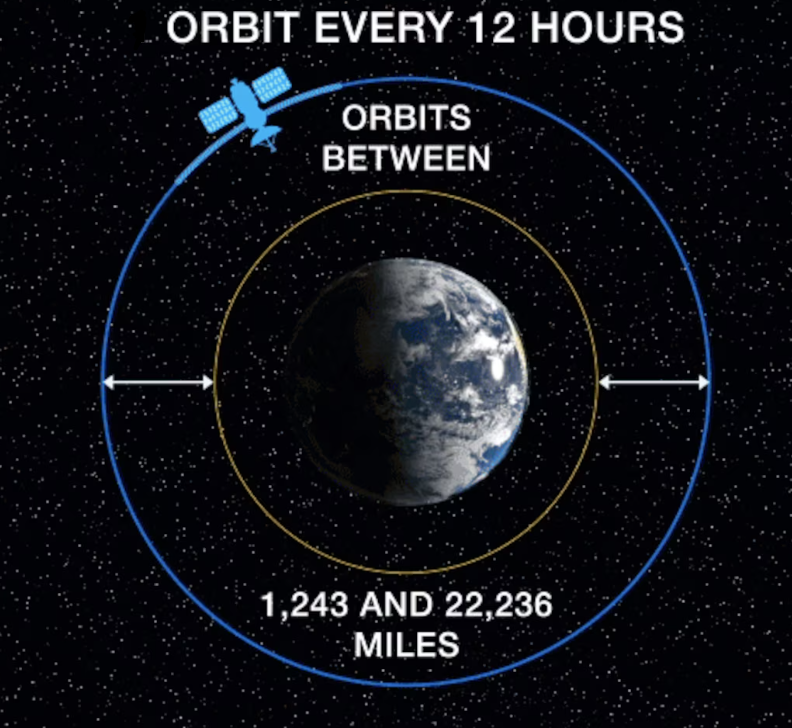 ORBIT EVERY 12 HOURS
ORBITS
BETWEEN
1,243 AND 22,236
MILES